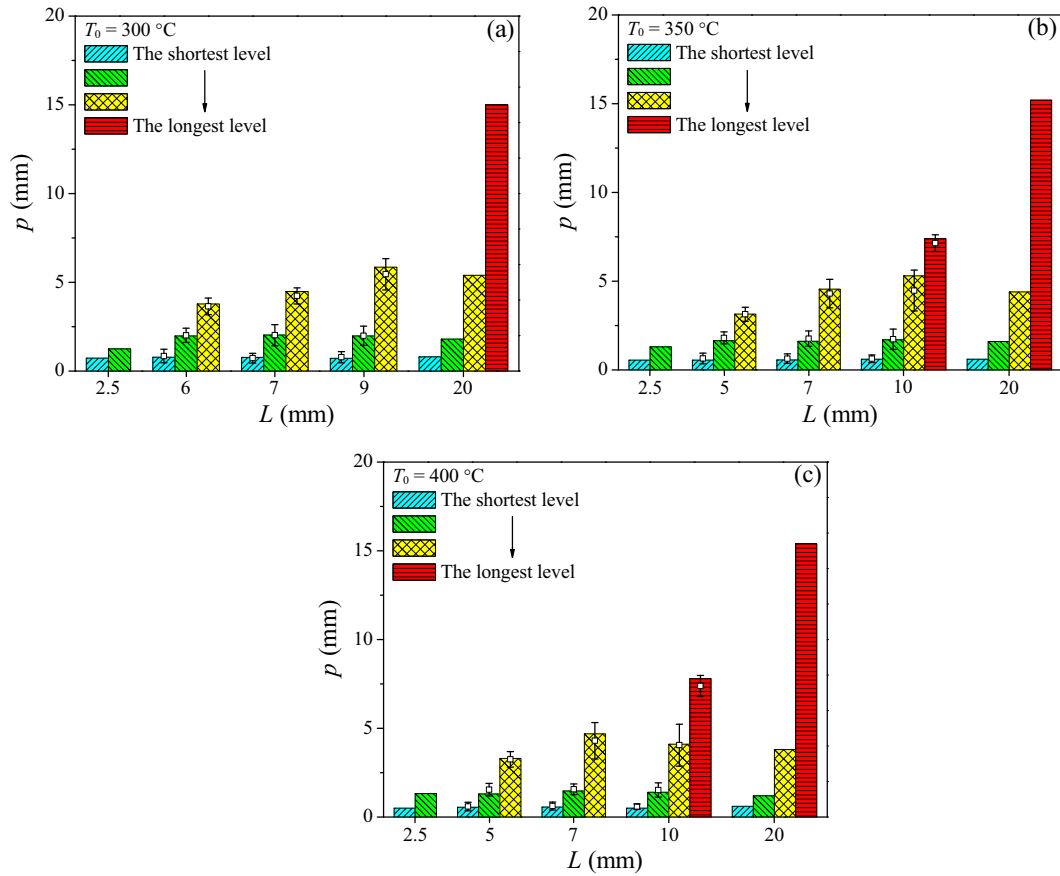 (a)
T₀ = 300 °C
The shortest level
The longest level
20
15
10
5
0
p (mm)
2.5 6 7 9 20
L (mm)
(b)
T₀ = 350 °C
The shortest level
The longest level
20
15
10
5
0
p (mm)
2.5 5 7 10 20
L (mm)
(c)
T₀ = 400 °C
The shortest level
The longest level
20
15
10
5
0
p (mm)
2.5 5 7 10 20
L (mm)